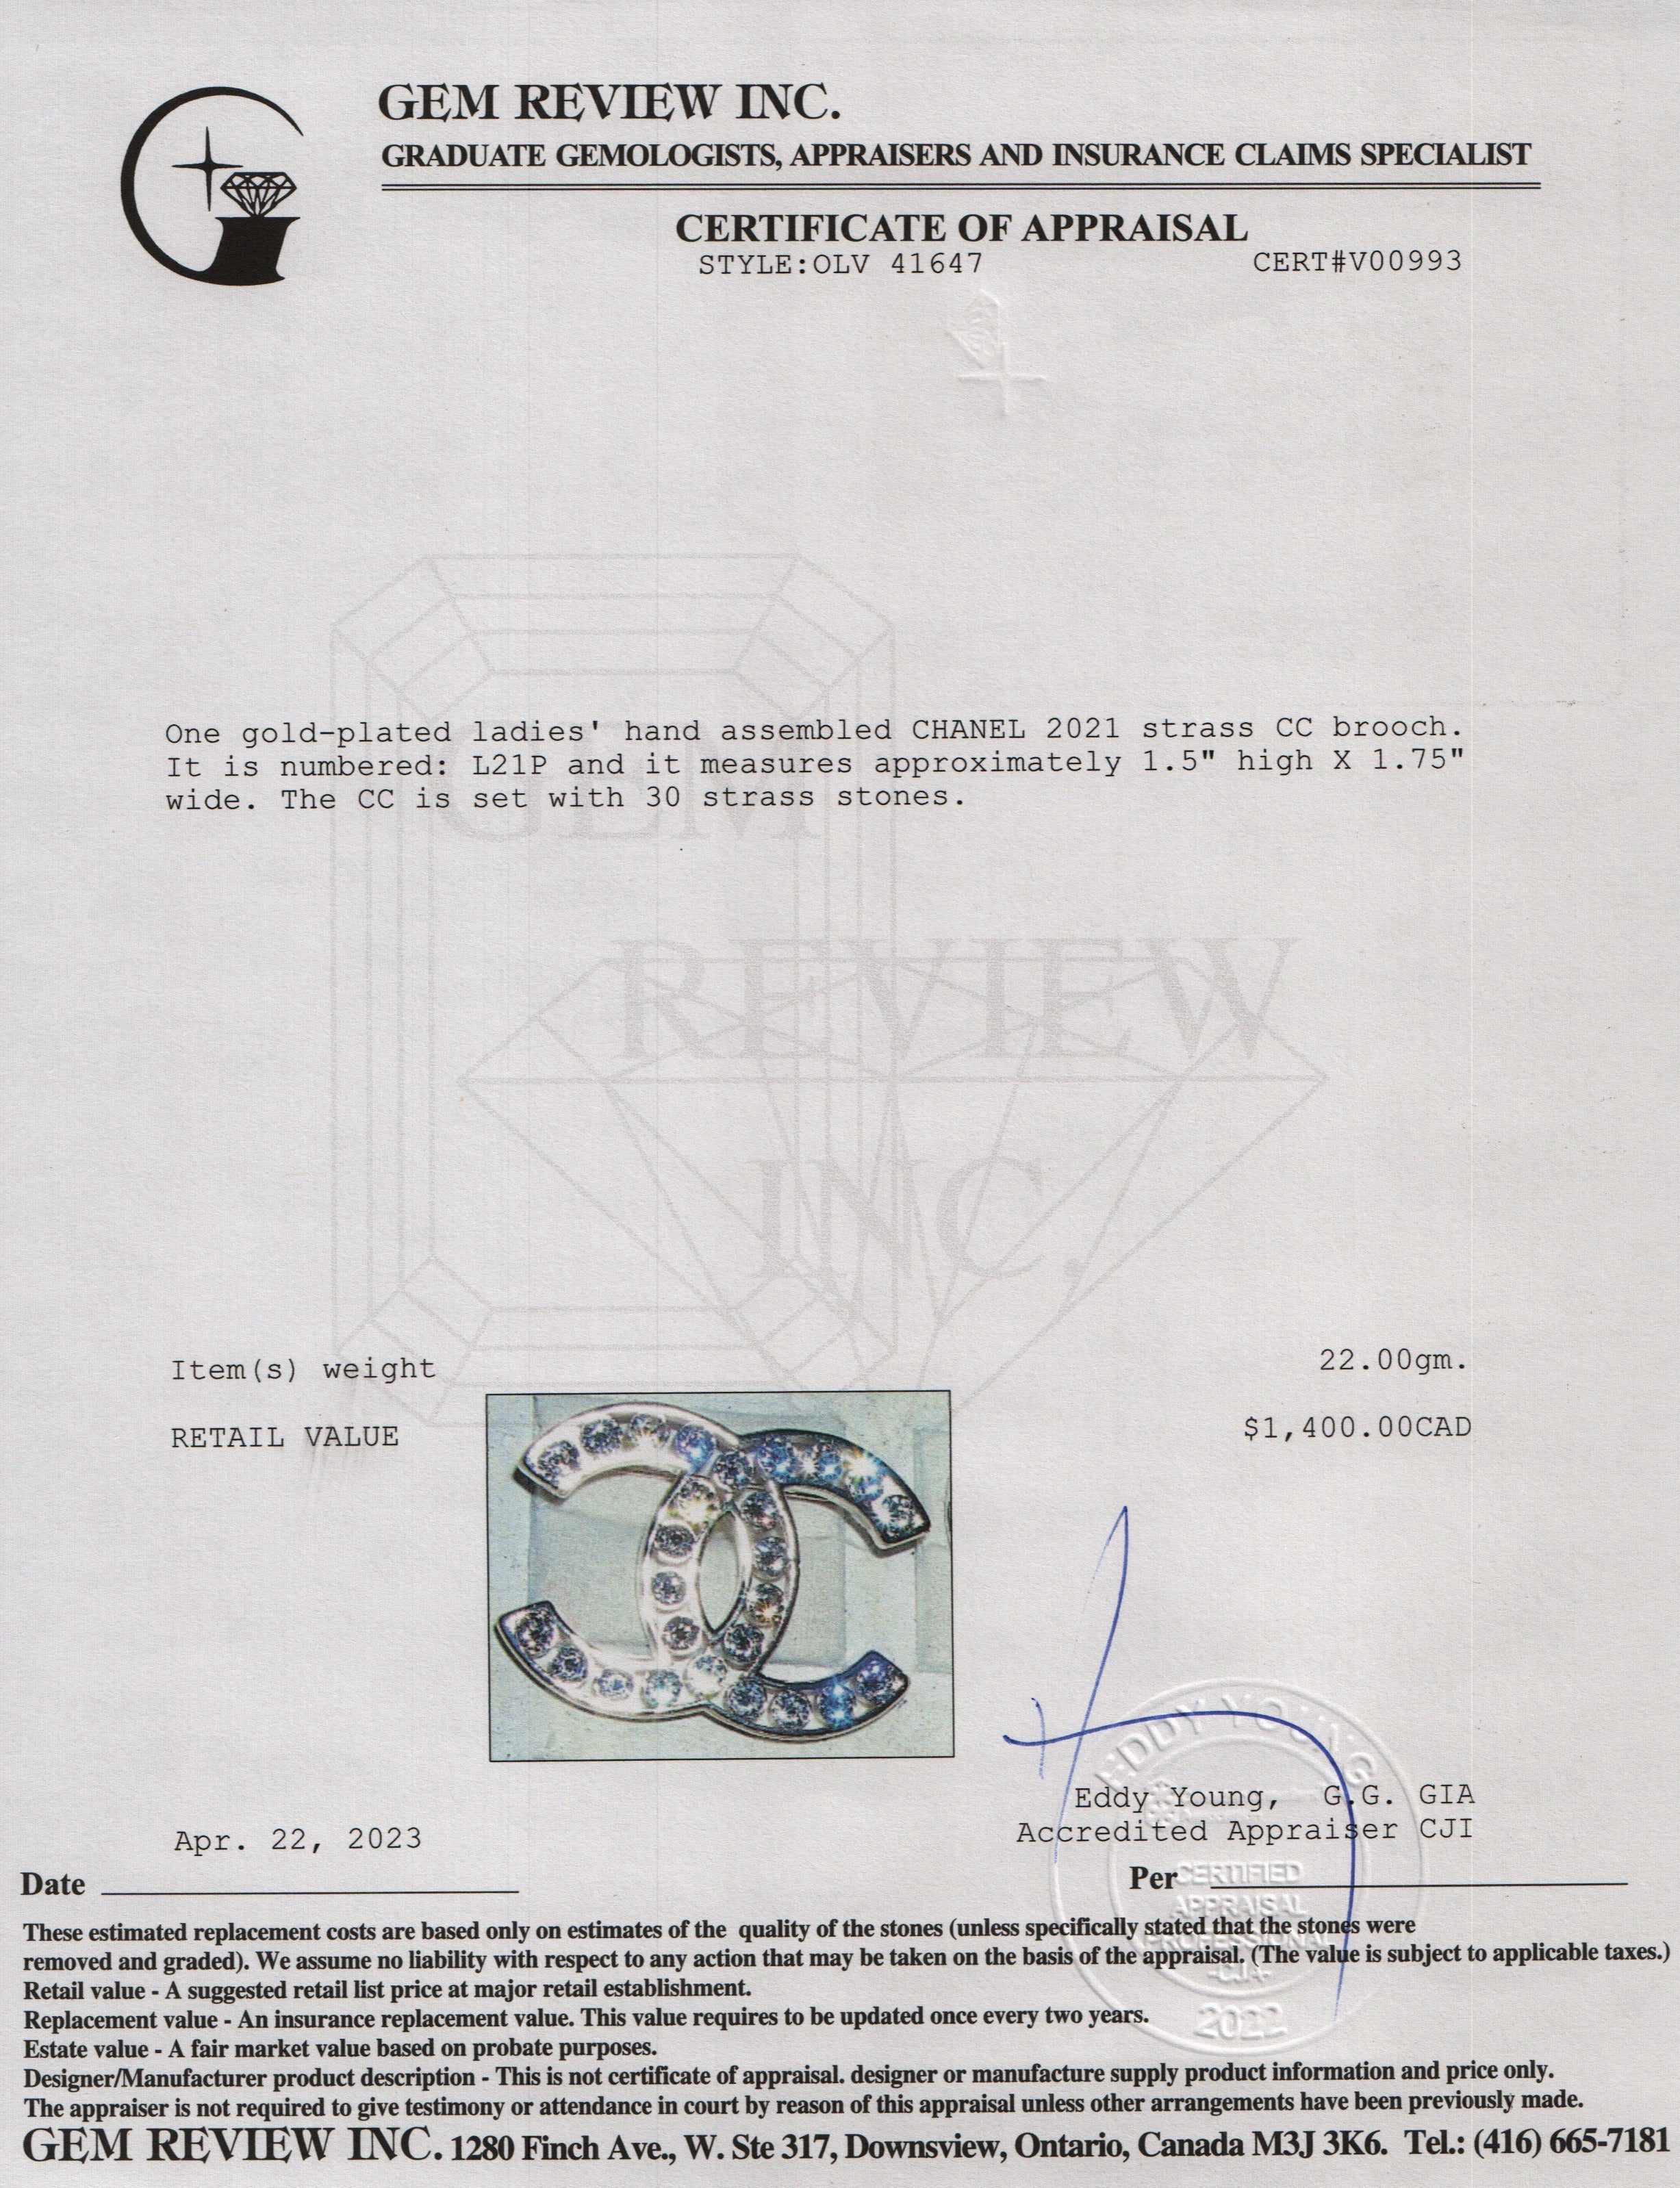 GEM REVIEW INC.
GRADUATE GEMOLOGISTS, APPRAISERS AND INSURANCE CLAIMS SPECIALIST
CERTIFICATE OF APPRAISAL
STYLE:OLV 41647 CERT#V00993
One gold-plated ladies' hand assembled CHANEL 2021 strass CC brooch.
It is numbered: L21P and it measures approximately 1.5" high X 1.75"
wide. The CC is set with 30 strass stones.
GEM
REVIEW
INC.
Item(s) weight 22.00gm.
RETAIL VALUE $1,400.00CAD
EDDY YOUNG
Eddy Young, G.G. GIA
Accredited Appraiser CJI
Apr. 22, 2023
Date Per
CERTIFIED
APPRAISAL
PROFESSIONAL
2022
These estimated replacement costs are based only on estimates of the quality of the stones (unless specifically stated that the stones were
removed and graded). We assume no liability with respect to any action that may be taken on the basis of the appraisal. (The value is subject to applicable taxes.)
Retail value - A suggested retail list price at major retail establishment.
Replacement value - An insurance replacement value. This value requires to be updated once every two years.
Estate value - A fair market value based on probate purposes.
Designer/Manufacturer product description - This is not certificate of appraisal. designer or manufacture supply product information and price only.
The appraiser is not required to give testimony or attendance in court by reason of this appraisal unless other arrangements have been previously made.
GEM REVIEW INC. 1280 Finch Ave., W. Ste 317, Downsview, Ontario, Canada M3J 3K6. Tel.: (416) 665-7181